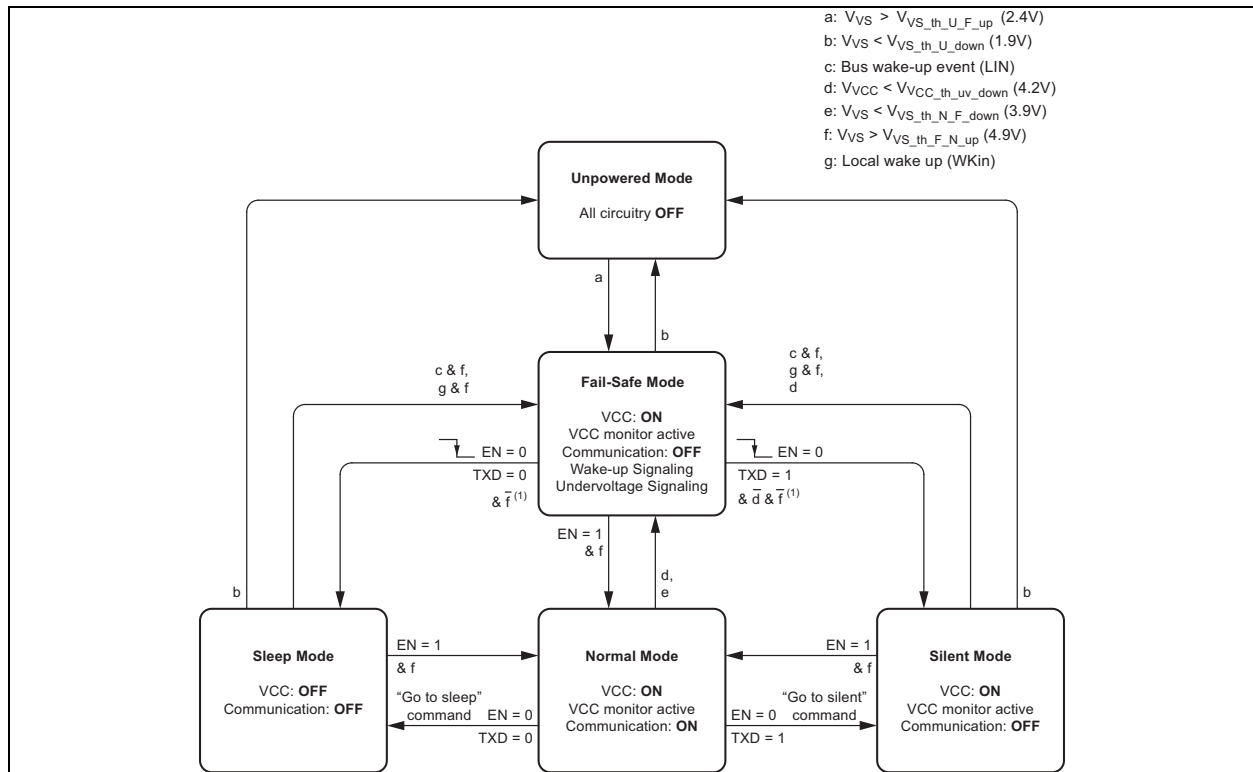 a: V_VS > V_VS_th_U_F_up (2.4V)
b: V_VS < V_VS_th_U_down (1.9V)
c: Bus wake-up event (LIN)
d: V_VCC < V_VCC_th_uv_down (4.2V)
e: V_VS < V_VS_th_N_F_down (3.9V)
f: V_VS > V_VS_th_F_N_up (4.9V)
g: Local wake up (WKin)
Unpowered Mode
All circuitry OFF
a
b
c & f,
g & f
c & f,
g & f,
d
Fail-Safe Mode
VCC: ON
VCC monitor active
Communication: OFF
Wake-up Signaling
Undervoltage Signaling
EN = 0
TXD = 0
& f̅ (1)
EN = 0
TXD = 1
& d̅ & f̅ (1)
EN = 1
& f
d,
e
b
b
Sleep Mode
VCC: OFF
Communication: OFF
EN = 1
& f
"Go to sleep"
command
EN = 0
TXD = 0
Normal Mode
VCC: ON
VCC monitor active
Communication: ON
EN = 1
& f
"Go to silent"
command
EN = 0
TXD = 1
Silent Mode
VCC: ON
VCC monitor active
Communication: OFF